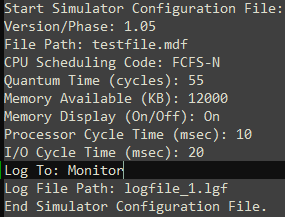 Start Simulator Configuration File:
Version/Phase: 1.05
File Path: testfile.mdf
CPU Scheduling Code: FCFS-N
Quantum Time (cycles): 55
Memory Available (KB): 12000
Memory Display (On/Off): On
Processor Cycle Time (msec): 10
I/O Cycle Time (msec): 20
Log To: Monitor
Log File Path: logfile_1.lgf
End Simulator Configuration File.